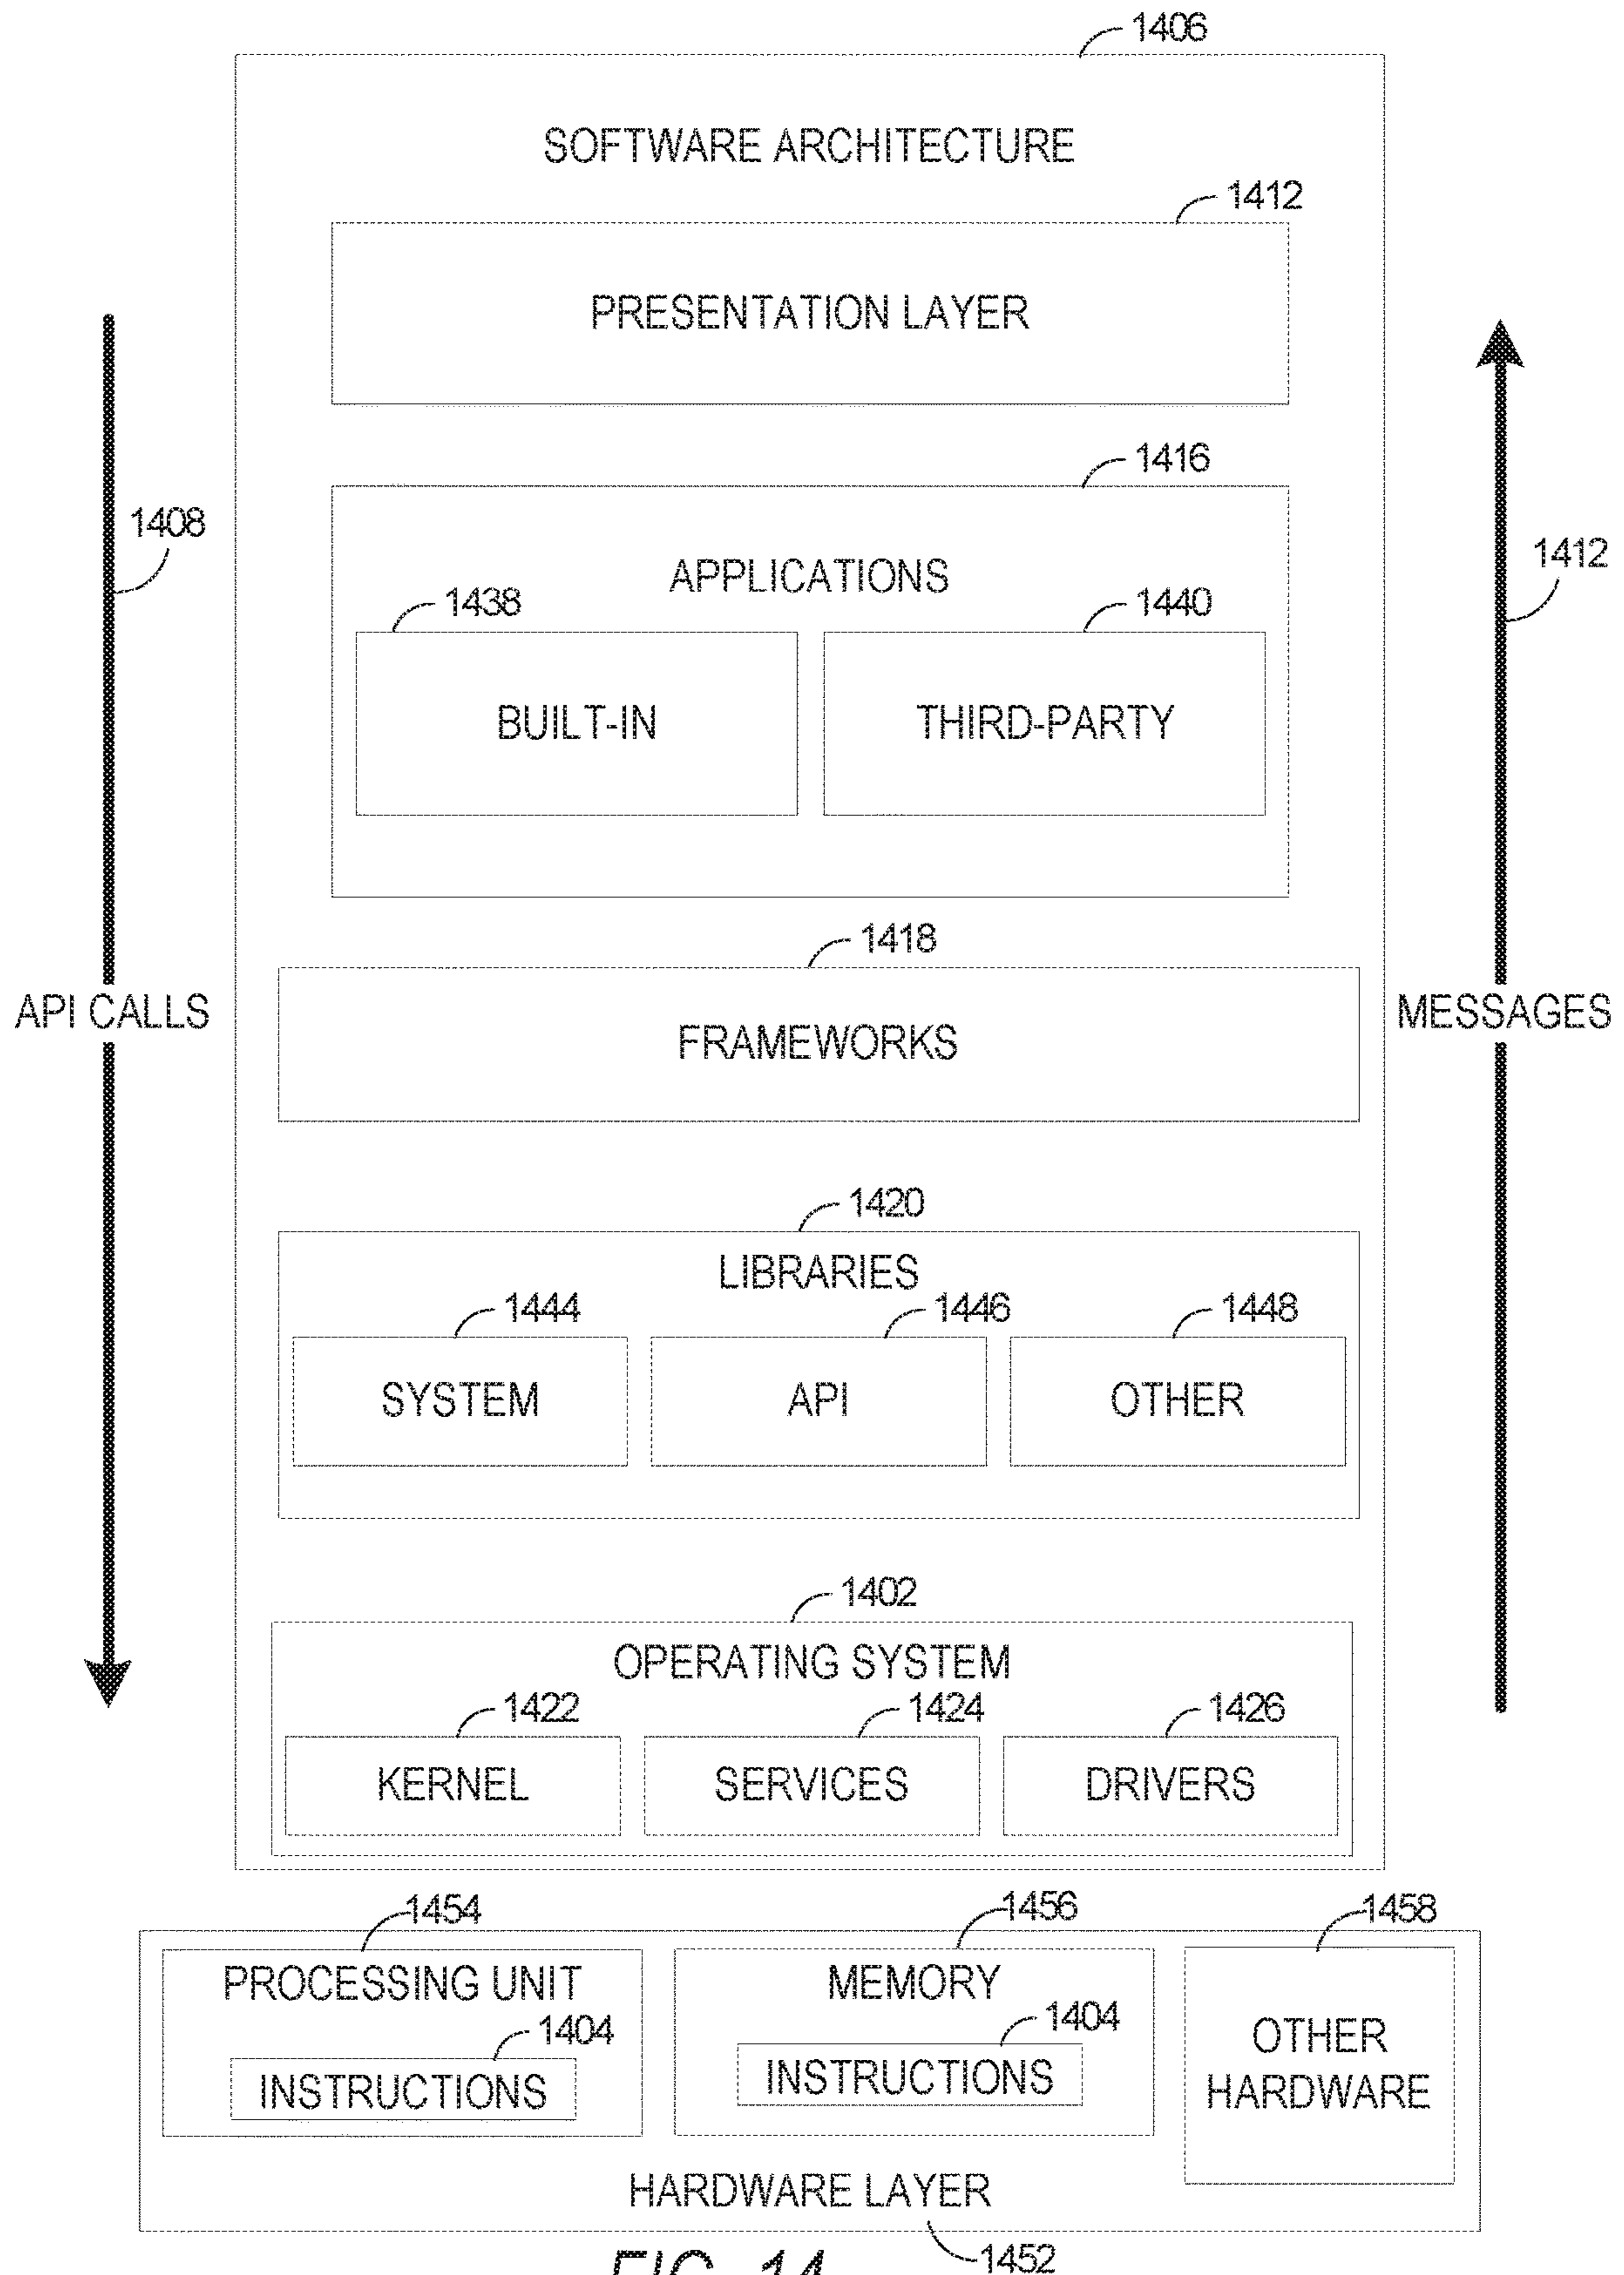 1406
SOFTWARE ARCHITECTURE
1412
PRESENTATION LAYER
1416
1408
1412
APPLICATIONS
1438
1440
BUILT-IN
THIRD-PARTY
1418
API CALLS
MESSAGES
FRAMEWORKS
1420
LIBRARIES
1444
1446
1448
SYSTEM
API
OTHER
1402
OPERATING SYSTEM
1422
1424
1426
KERNEL
SERVICES
DRIVERS
1454
1456
1458
PROCESSING UNIT
MEMORY
1404
1404
OTHER
HARDWARE
INSTRUCTIONS
INSTRUCTIONS
HARDWARE LAYER
1452
FIG. 14